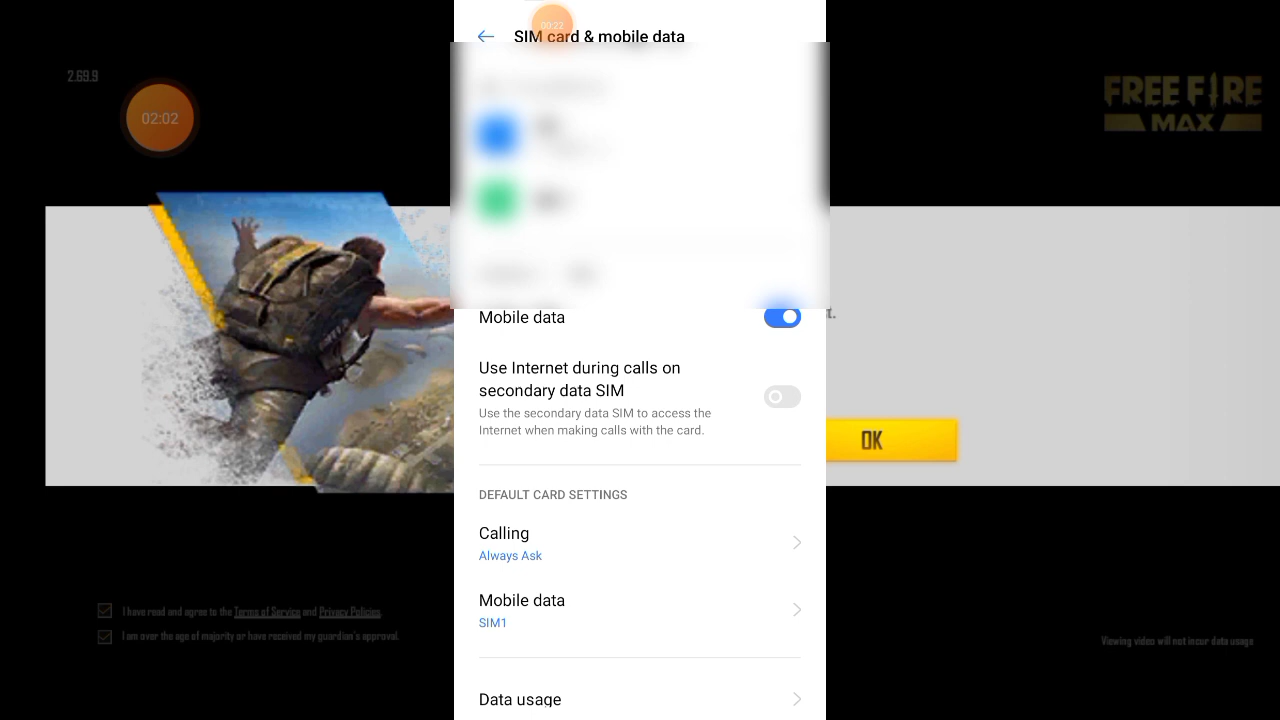 00:22
SIM card & mobile data
2.69.9
02:02
FREE FIRE
MAX
Mobile data
Use Internet during calls on
secondary data SIM
Use the secondary data SIM to access the
Internet when making calls with the card.
OK
DEFAULT CARD SETTINGS
Calling
Always Ask
Mobile data
SIM1
I have read and agree to the Terms of Service and Privacy Policies.
I am over the age of majority or have received my guardian's approval.
Viewing video will not incur data usage
Data usage